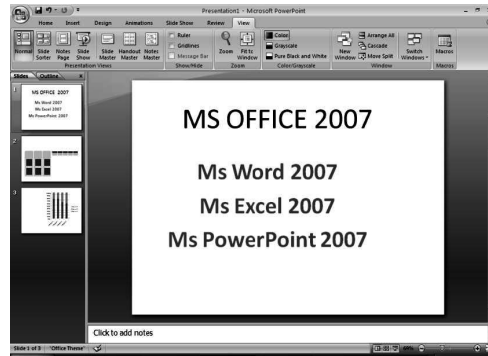 Presentation1 - Microsoft PowerPoint
Home Insert Design Animations Slide Show Review View
Normal Slide Sorter Notes Page Slide Show Slide Master Handout Master Notes Master
Presentation Views
Ruler
Gridlines
Message Bar
Show/Hide
Zoom Fit to Window
Zoom
Color
Grayscale
Pure Black and White
Color/Grayscale
New Window
Arrange All
Cascade
Move Split
Switch Windows
Window
Macros
Macros
Slides Outline x
1
MS OFFICE 2007
Ms Word 2007
Ms Excel 2007
Ms PowerPoint 2007
2
3
MS OFFICE 2007
Ms Word 2007
Ms Excel 2007
Ms PowerPoint 2007
Click to add notes
Slide 1 of 3 "Office Theme" 69%